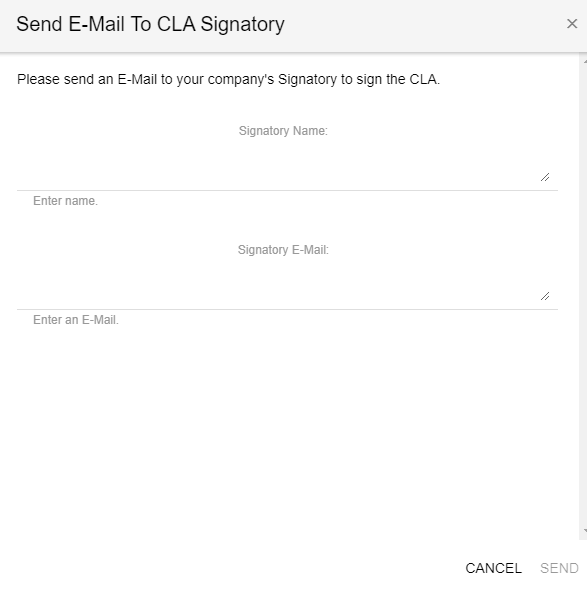 Send E-Mail To CLA Signatory
Please send an E-Mail to your company's Signatory to sign the CLA.
Signatory Name:
Enter name.
Signatory E-Mail:
Enter an E-Mail.
CANCEL SEND